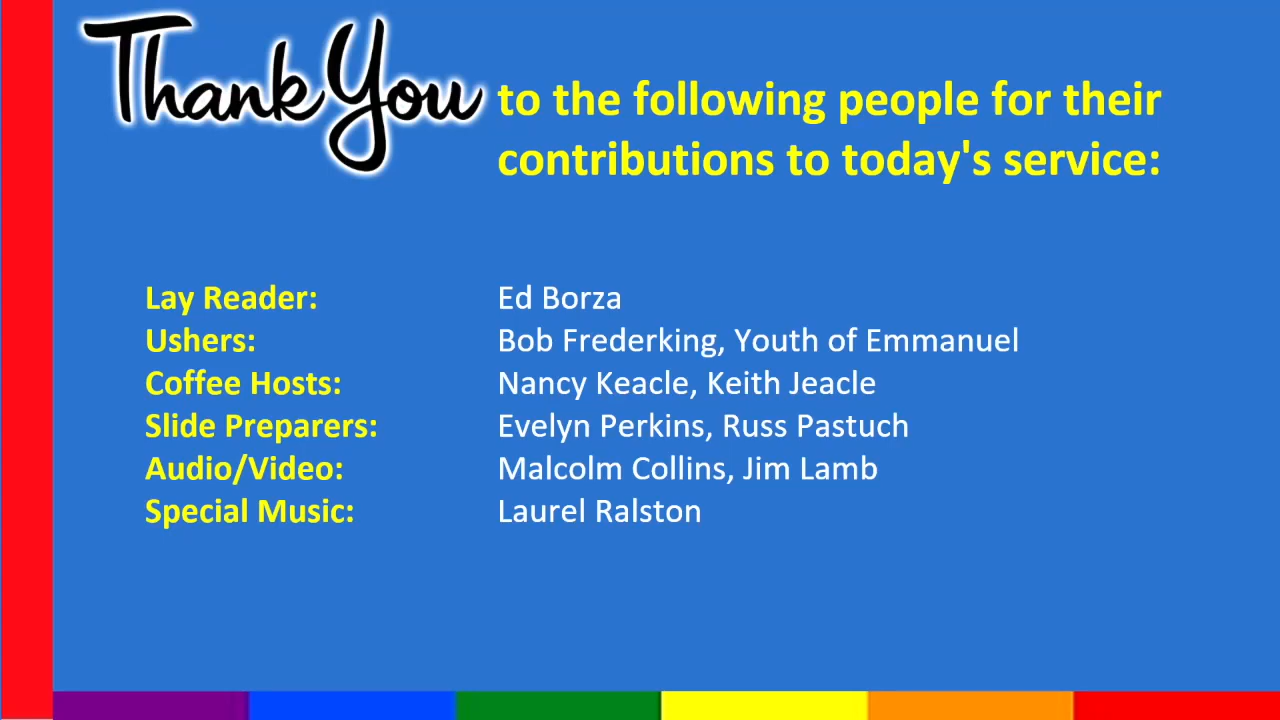 Thank You to the following people for their
contributions to today's service:
Lay Reader: Ed Borza
Ushers: Bob Frederking, Youth of Emmanuel
Coffee Hosts: Nancy Keacle, Keith Jeacle
Slide Preparers: Evelyn Perkins, Russ Pastuch
Audio/Video: Malcolm Collins, Jim Lamb
Special Music: Laurel Ralston